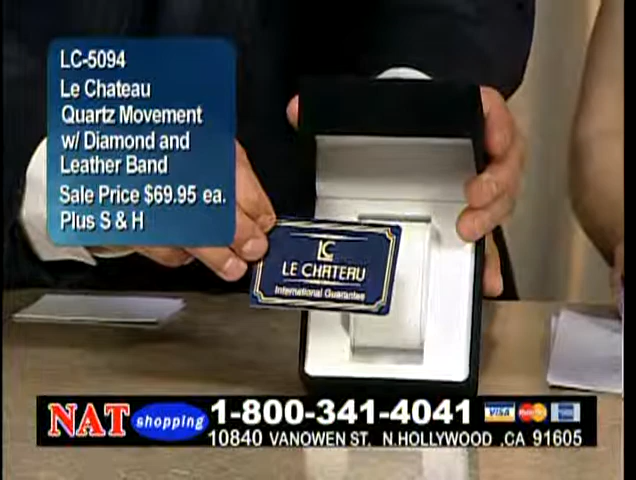 LC-5094
Le Chateau
Quartz Movement
w/ Diamond and
Leather Band
Sale Price $69.95 ea.
Plus S & H
LC
LE CHATEAU
International Guarantee
NAT shopping 1-800-341-4041 VISA MasterCard
10840 VANOWEN ST. N.HOLLYWOOD .CA 91605